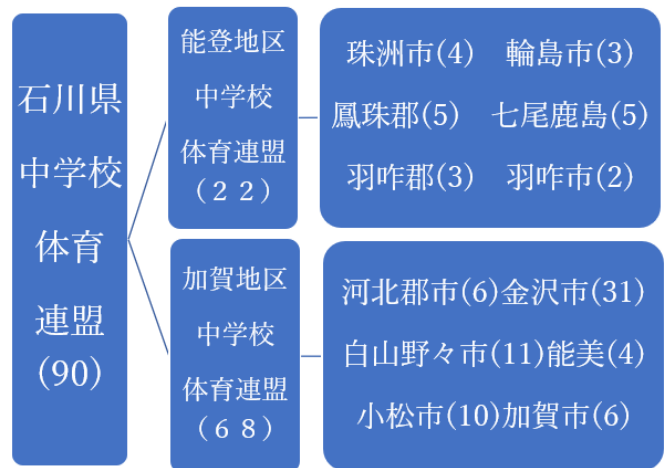 石川県
中学校
体育
連盟
(90)
能登地区
中学校
体育連盟
（２２）
珠洲市(4) 輪島市(3)
鳳珠郡(5) 七尾鹿島(5)
羽咋郡(3) 羽咋市(2)
加賀地区
中学校
体育連盟
（６８）
河北郡市(6)金沢市(31)
白山野々市(11)能美(4)
小松市(10)加賀市(6)